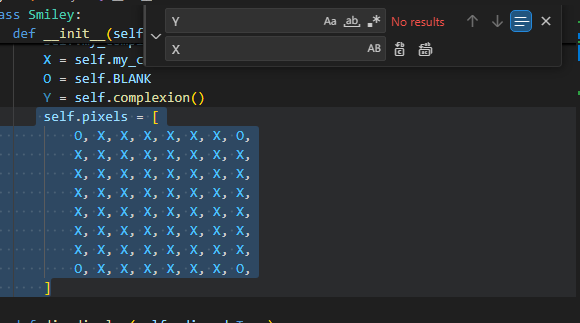 ass Smiley:
def __init__(self
X = self.my_c
O = self.BLANK
Y = self.complexion()
self.pixels = [
O, X, X, X, X, X, X, O,
X, X, X, X, X, X, X, X,
X, X, X, X, X, X, X, X,
X, X, X, X, X, X, X, X,
X, X, X, X, X, X, X, X,
X, X, X, X, X, X, X, X,
X, X, X, X, X, X, X, X,
O, X, X, X, X, X, X, O,
]
Y Aa ab .* No results
X AB